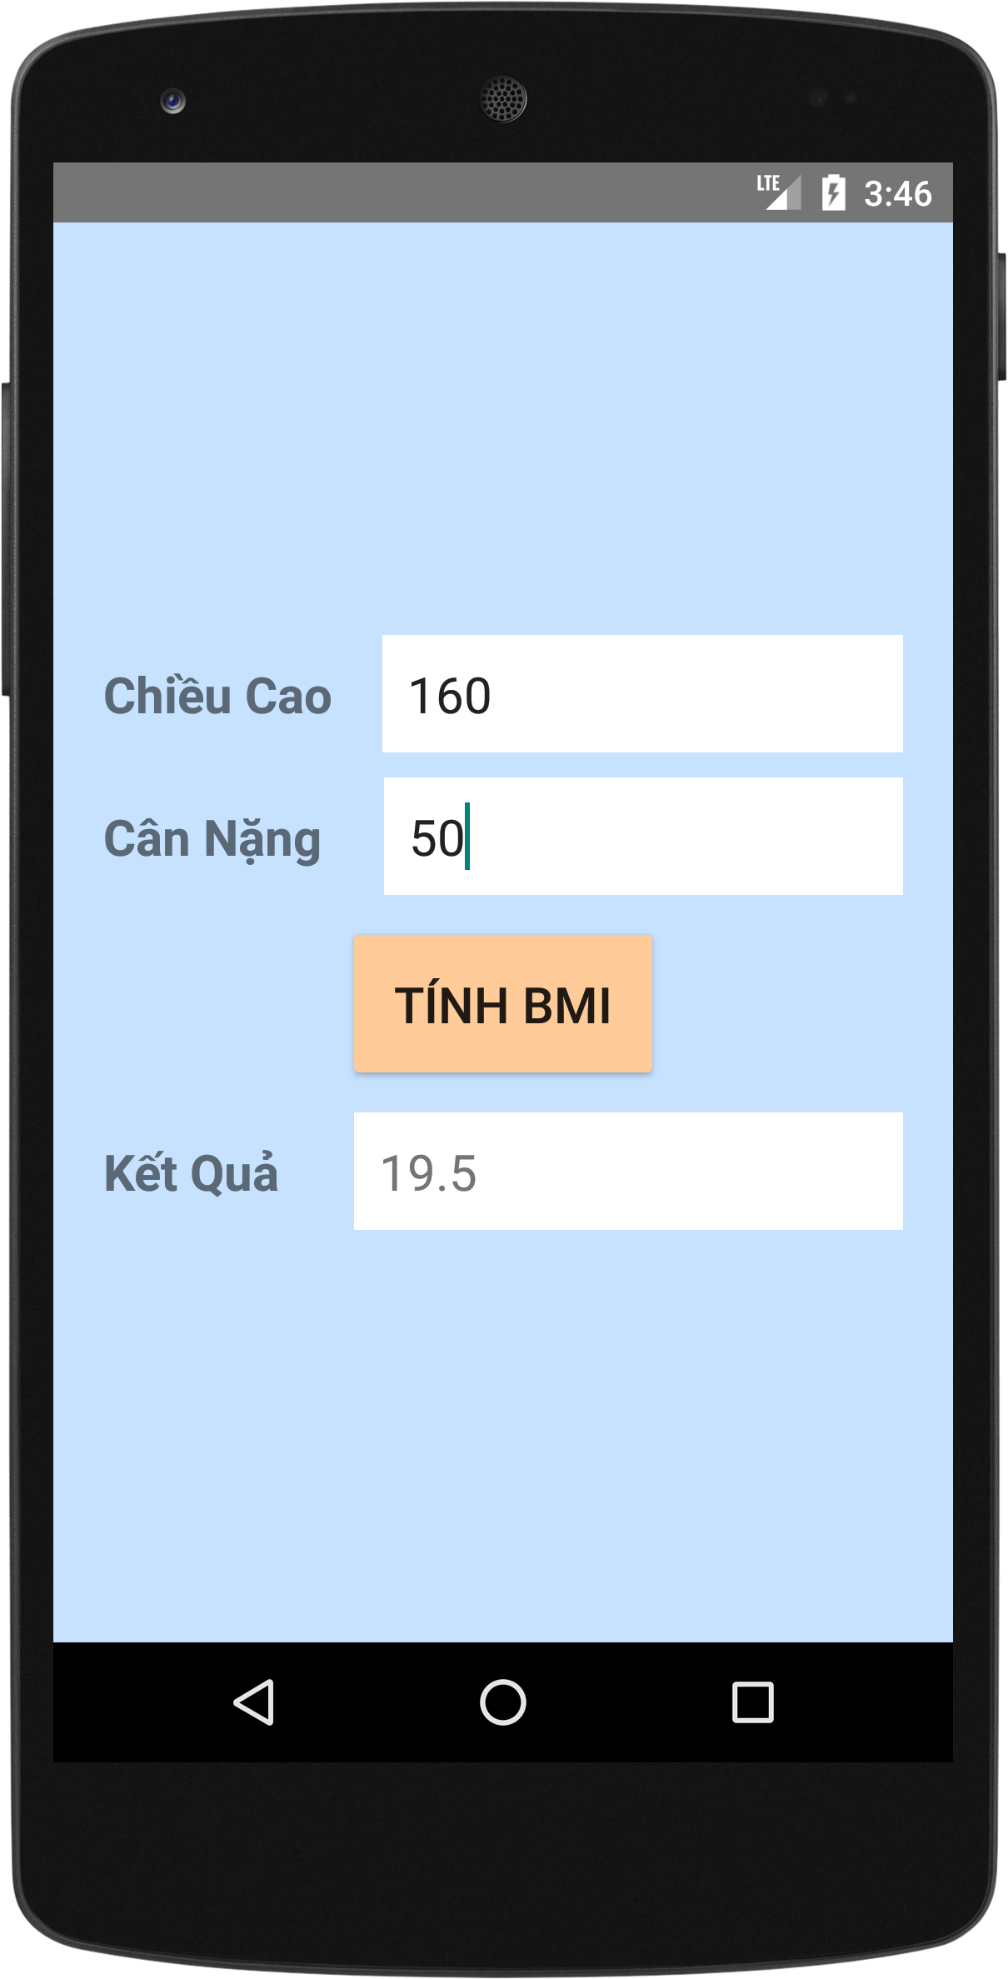 LTE 3:46
Chiều Cao 160
Cân Nặng 50
TÍNH BMI
Kết Quả 19.5